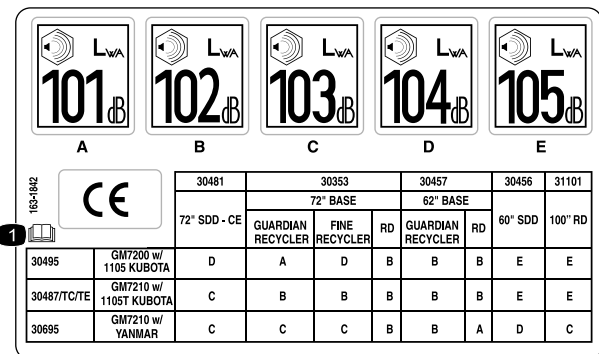 LWA LWA LWA LWA LWA
101dB 102dB 103dB 104dB 105dB
A B C D E
163-1842
CE
1
30481 30353 30457 30456 31101
72" SDD - CE 72" BASE 62" BASE 60" SDD 100" RD
GUARDIAN RECYCLER FINE RECYCLER RD GUARDIAN RECYCLER RD
30495 GM7200 w/ 1105 KUBOTA D A D B B B E E
30487/TC/TE GM7210 w/ 1105T KUBOTA C B B B B B E E
30695 GM7210 w/ YANMAR C C C B B A D C